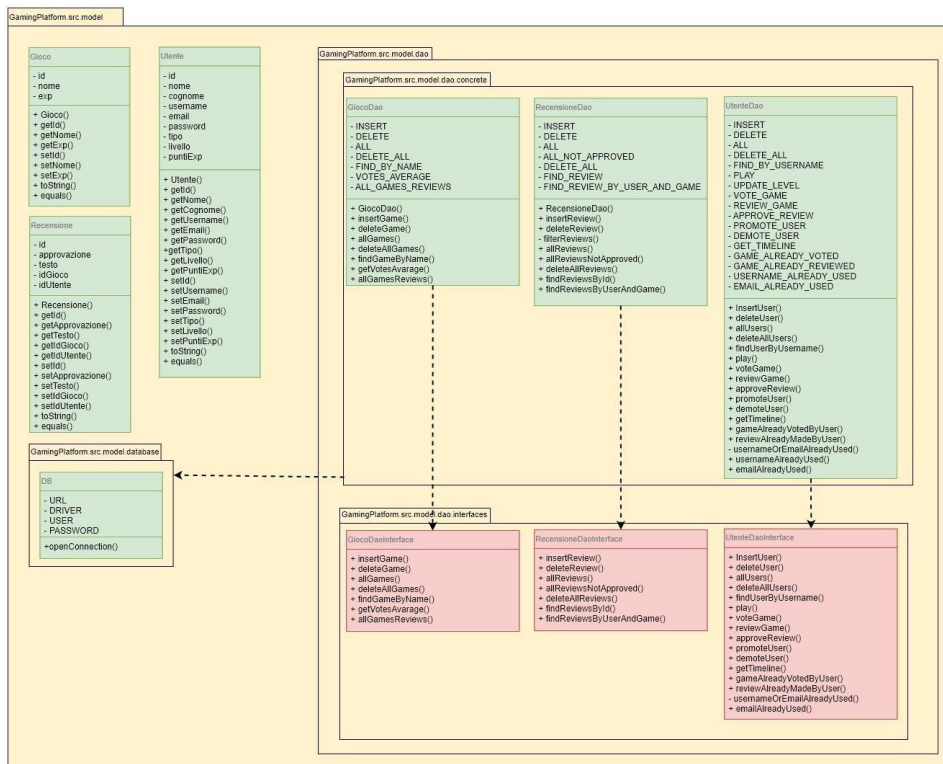 GamingPlatform.src.model
Gioco
- id
- nome
- exp
+ Gioco()
+ getId()
+ getNome()
+ getExp()
+ setId()
+ setNome()
+ setExp()
+ toString()
+ equals()
Utente
- id
- nome
- cognome
- username
- email
- password
- tipo
- livello
- puntiExp
+ Utente()
+ getId()
+ getNome()
+ getCognome()
+ getUsername()
+ getEmail()
+ getPassword()
+getTipo()
+ getLivello()
+ getPuntiExp()
+ setId()
+ setUsername()
+ setEmail()
+ setPassword()
+ setTipo()
+ setLivello()
+ setPuntiExp()
+ toString()
+ equals()
Recensione
- id
- approvazione
- testo
- idGioco
- idUtente
+ Recensione()
+ getId()
+ getApprovazione()
+ getTesto()
+ getIdGioco()
+ getIdUtente()
+ setId()
+ setApprovazione()
+ setTesto()
+ setIdGioco()
+ setIdUtente()
+ toString()
+ equals()
GamingPlatform.src.model.database
DB
- URL
- DRIVER
- USER
- PASSWORD
+openConnection()
GamingPlatform.src.model.dao
GamingPlatform.src.model.dao.concrete
GiocoDao
- INSERT
- DELETE
- ALL
- DELETE_ALL
- FIND_BY_NAME
- VOTES_AVERAGE
- ALL_GAMES_REVIEWS
+ GiocoDao()
+ insertGame()
+ deleteGame()
+ allGames()
+ deleteAllGames()
+ findGameByName()
+ getVotesAvarage()
+ allGamesReviews()
RecensioneDao
- INSERT
- DELETE
- ALL
- ALL_NOT_APPROVED
- DELETE_ALL
- FIND_REVIEW
- FIND_REVIEW_BY_USER_AND_GAME
+ RecensioneDao()
+ insertReview()
+ deleteReview()
- filterReviews()
+ allReviews()
+ allReviewsNotApproved()
+ deleteAllReviews()
+ findReviewsById()
+ findReviewsByUserAndGame()
UtenteDao
- INSERT
- DELETE
- ALL
- DELETE_ALL
- FIND_BY_USERNAME
- PLAY
- UPDATE_LEVEL
- VOTE_GAME
- REVIEW_GAME
- APPROVE_REVIEW
- PROMOTE_USER
- DEMOTE_USER
- GET_TIMELINE
- GAME_ALREADY_VOTED
- GAME_ALREADY_REVIEWED
- USERNAME_ALREADY_USED
- EMAIL_ALREADY_USED
+ InsertUser()
+ deleteUser()
+ allUsers()
+ deleteAllUsers()
+ findUserByUsername()
+ play()
+ voteGame()
+ reviewGame()
+ approveReview()
+ promoteUser()
+ demoteUser()
+ getTimeline()
+ gameAlreadyVotedByUser()
+ reviewAlreadyMadeByUser()
- usernameOrEmailAlreadyUsed()
+ usernameAlreadyUsed()
+ emailAlreadyUsed()
GamingPlatform.src.model.dao.interfaces
GiocoDaoInterface
+ insertGame()
+ deleteGame()
+ allGames()
+ deleteAllGames()
+ findGameByName()
+ getVotesAvarage()
+ allGamesReviews()
RecensioneDaoInterface
+ insertReview()
+ deleteReview()
+ allReviews()
+ allReviewsNotApproved()
+ deleteAllReviews()
+ findReviewsById()
+ findReviewsByUserAndGame()
UtenteDaoInterface
+ InsertUser()
+ deleteUser()
+ allUsers()
+ deleteAllUsers()
+ findUserByUsername()
+ play()
+ voteGame()
+ reviewGame()
+ approveReview()
+ promoteUser()
+ demoteUser()
+ getTimeline()
+ gameAlreadyVotedByUser()
+ reviewAlreadyMadeByUser()
- usernameOrEmailAlreadyUsed()
+ emailAlreadyUsed()